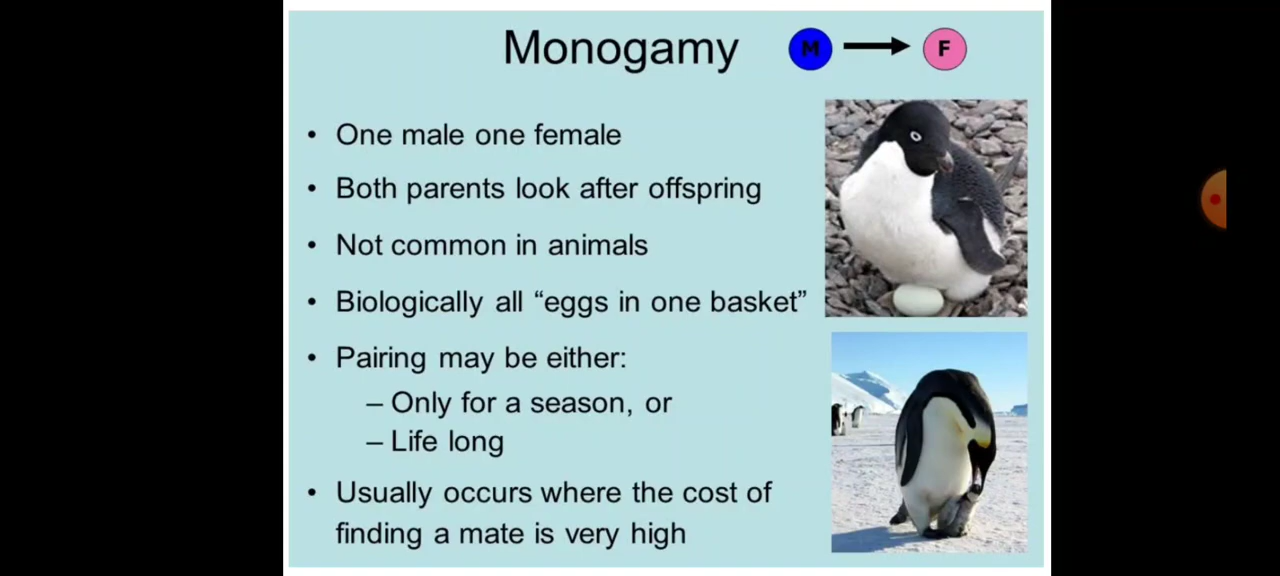 Monogamy
M
F
• One male one female
• Both parents look after offspring
• Not common in animals
• Biologically all “eggs in one basket”
• Pairing may be either:
– Only for a season, or
– Life long
• Usually occurs where the cost of
finding a mate is very high